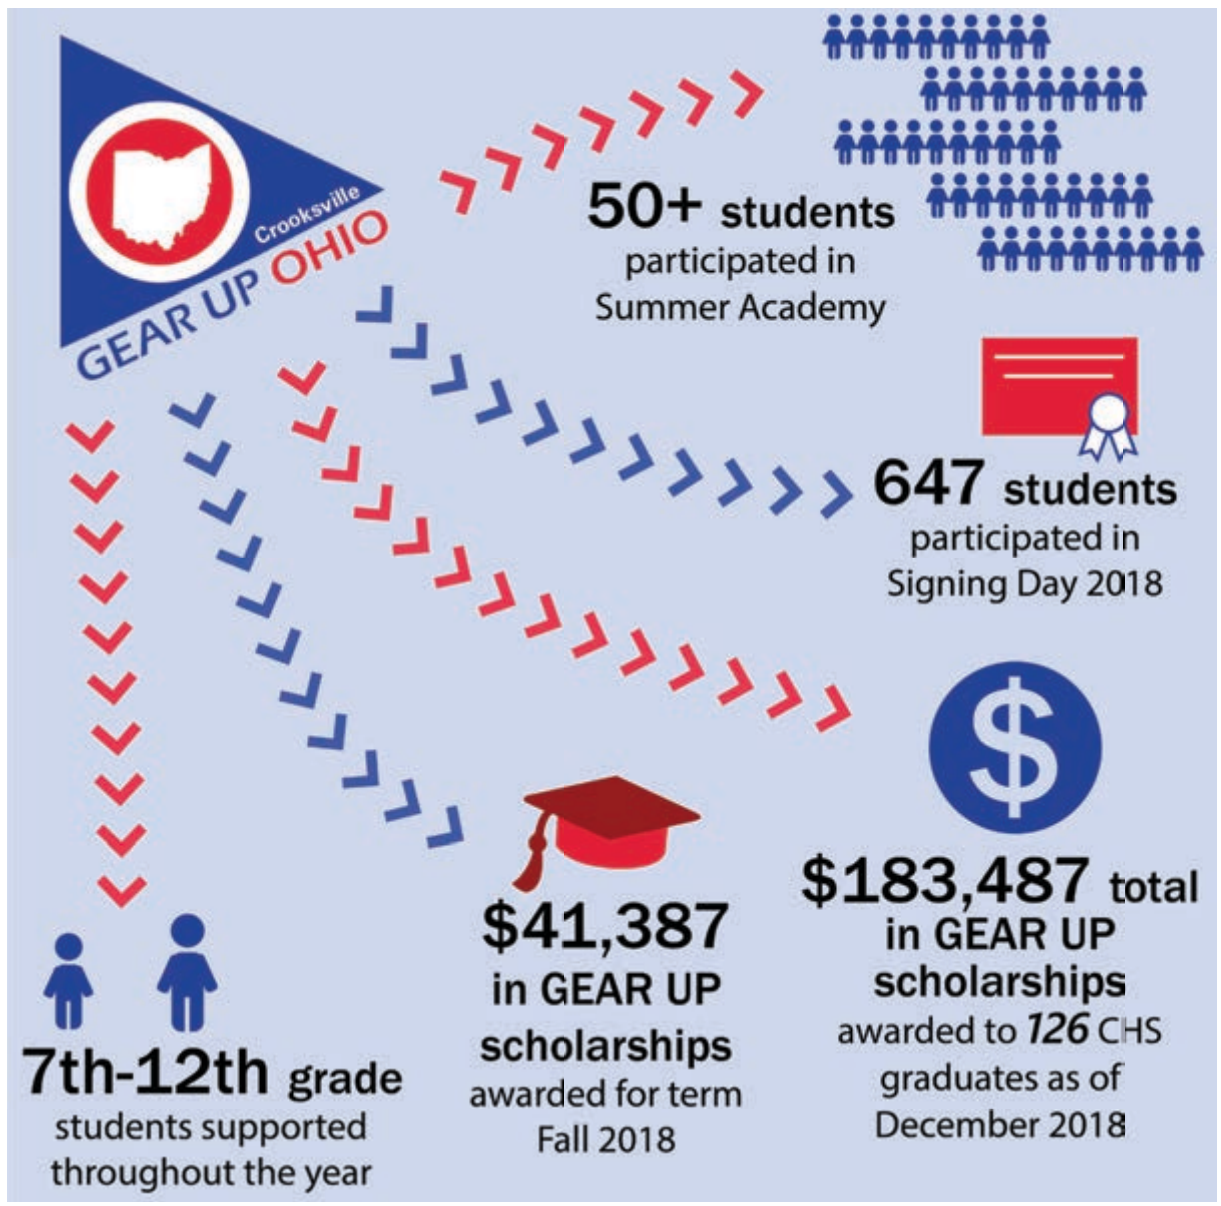 Crooksville
GEAR UP OHIO
50+ students
participated in
Summer Academy
647 students
participated in
Signing Day 2018
$
$183,487 total
in GEAR UP
scholarships
awarded to 126 CHS
graduates as of
December 2018
$41,387
in GEAR UP
scholarships
awarded for term
Fall 2018
7th-12th grade
students supported
throughout the year